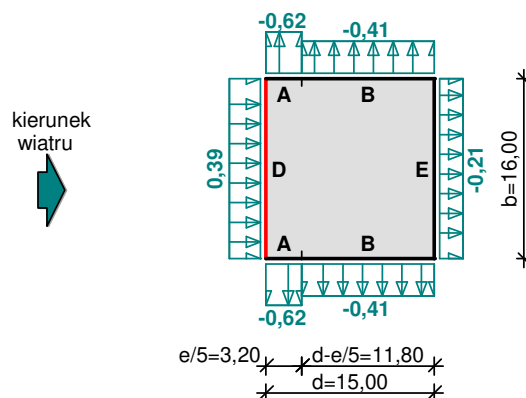 -0,62
-0,41
A
B
kierunek
wiatru
0,39
D
E
-0,21
b=16,00
A
B
-0,62
-0,41
e/5=3,20
d-e/5=11,80
d=15,00